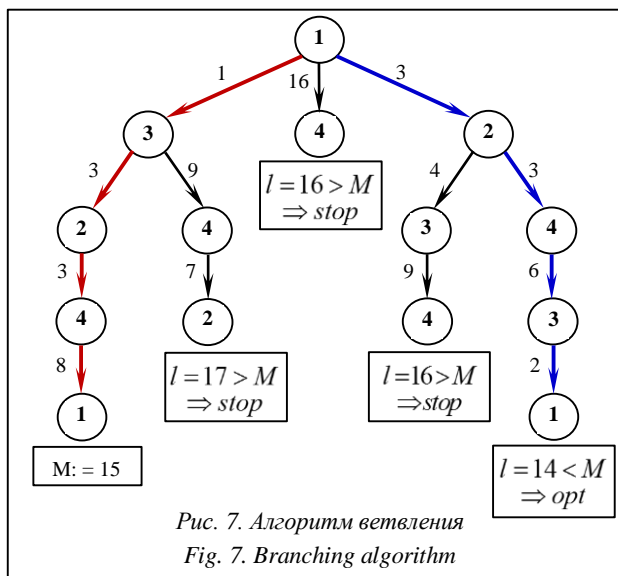 1
1 16 3
3 4 2
l = 16 > M
⇒ stop
3 9 4 3
2 4 3 4
3 7 9 6
4 2 4 3
l = 17 > M
⇒ stop
l = 16 > M
⇒ stop
8 2
1 1
M: = 15
l = 14 < M
⇒ opt
Рис. 7. Алгоритм ветвления
Fig. 7. Branching algorithm